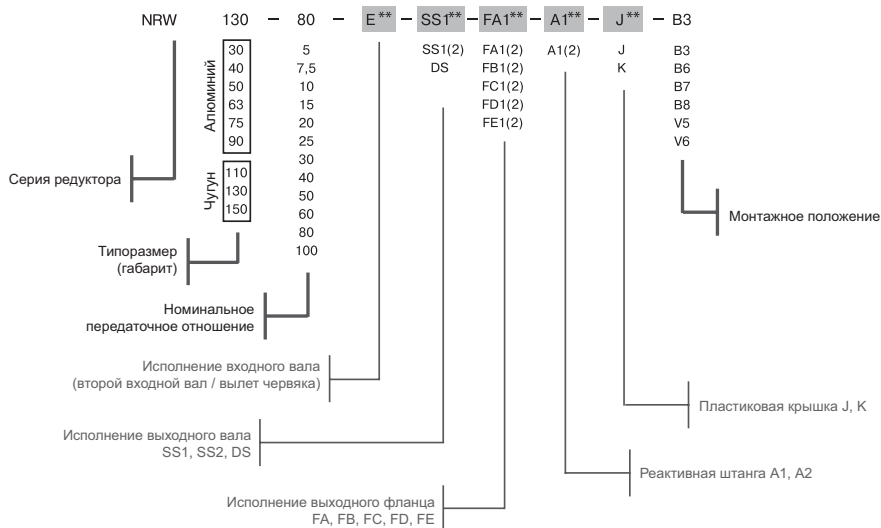 NRW 130 – 80 – E** – SS1** – FA1** – A1** – J** – B3
30 5 SS1(2) FA1(2) A1(2) J B3
40 7,5 DS FB1(2) K B6
50 10 FC1(2) B7
63 15 FD1(2) B8
75 20 FE1(2) V5
90 25 V6
Алюминий
30
110 40
130 50
150 60
Чугун
80
100
Серия редуктора
Монтажное положение
Типоразмер
(габарит)
Номинальное
передаточное отношение
Исполнение входного вала
(второй входной вал / вылет червяка)
Пластиковая крышка J, K
Исполнение выходного вала
SS1, SS2, DS
Реактивная штанга A1, A2
Исполнение выходного фланца
FA, FB, FC, FD, FE